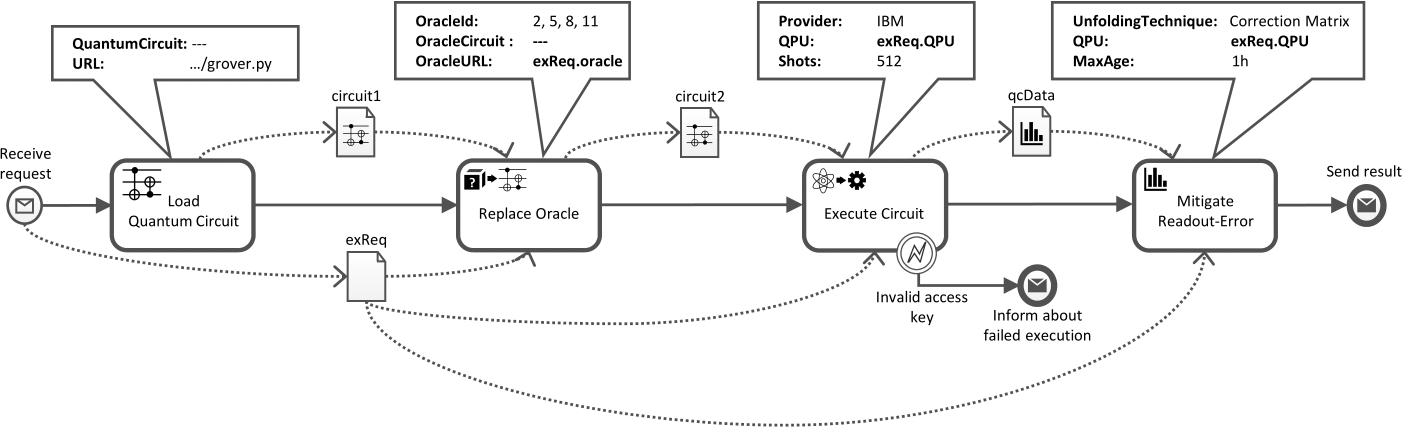 QuantumCircuit: ---
URL: .../grover.py
OracleId: 2, 5, 8, 11
OracleCircuit : ---
OracleURL: exReq.oracle
Provider: IBM
QPU: exReq.QPU
Shots: 512
UnfoldingTechnique: Correction Matrix
QPU: exReq.QPU
MaxAge: 1h
circuit1
circuit2
qcData
Receive
request
Load
Quantum Circuit
?
Replace Oracle
Execute Circuit
Mitigate
Readout-Error
Send result
exReq
Invalid access
key
Inform about
failed execution